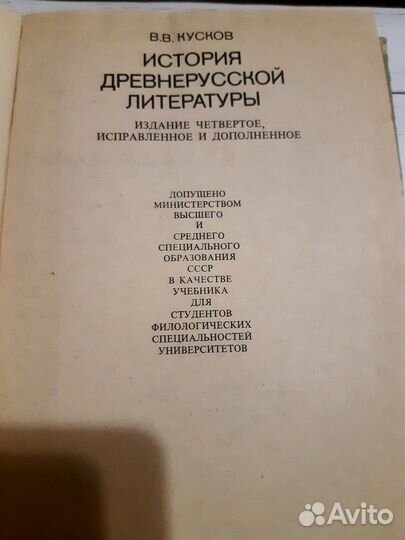 В.В. КУСКОВ
ИСТОРИЯ
ДРЕВНЕРУССКОЙ
ЛИТЕРАТУРЫ
ИЗДАНИЕ ЧЕТВЕРТОЕ,
ИСПРАВЛЕННОЕ И ДОПОЛНЕННОЕ
ДОПУЩЕНО
МИНИСТЕРСТВОМ
ВЫСШЕГО
И
СРЕДНЕГО
СПЕЦИАЛЬНОГО
ОБРАЗОВАНИЯ
СССР
В КАЧЕСТВЕ
УЧЕБНИКА
ДЛЯ
СТУДЕНТОВ
ФИЛОЛОГИЧЕСКИХ
СПЕЦИАЛЬНОСТЕЙ
УНИВЕРСИТЕТОВ
Avito